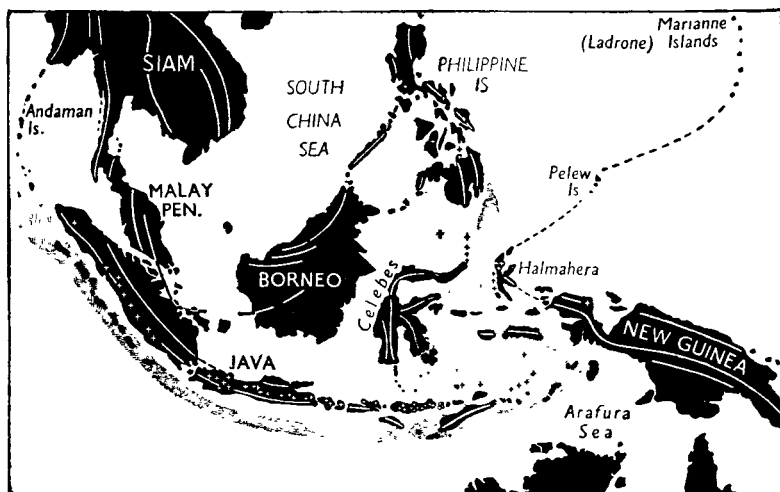 Marianne
(Ladrone) Islands
SIAM
PHILIPPINE
IS
SOUTH
CHINA
SEA
Andaman
Is.
Pelew
Is
MALAY
PEN.
BORNEO
Celebes
Halmahera
NEW GUINEA
JAVA
Arafura
Sea